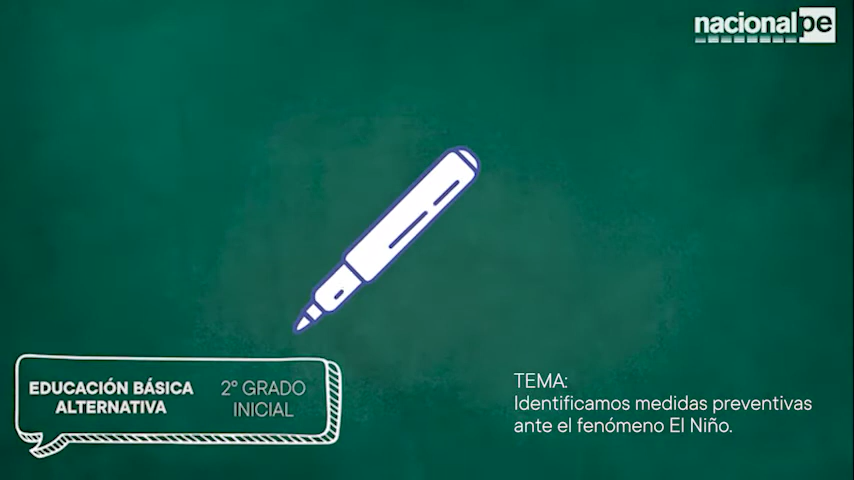 nacionalpe
EDUCACIÓN BÁSICA
ALTERNATIVA
2° GRADO
INICIAL
TEMA:
Identificamos medidas preventivas
ante el fenómeno El Niño.